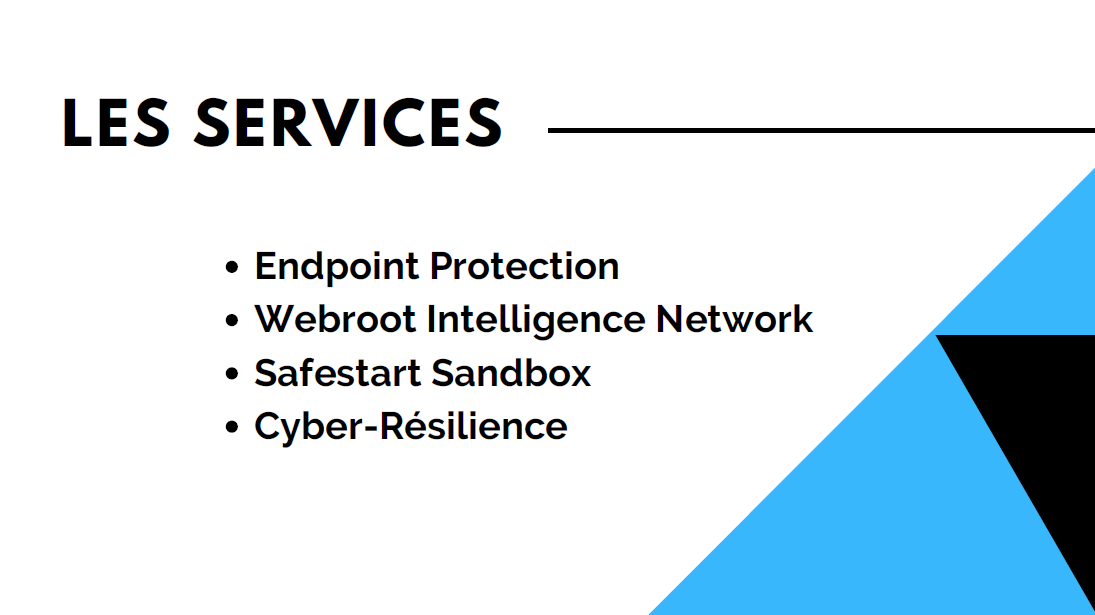 LES SERVICES
• Endpoint Protection
• Webroot Intelligence Network
• Safestart Sandbox
• Cyber-Résilience